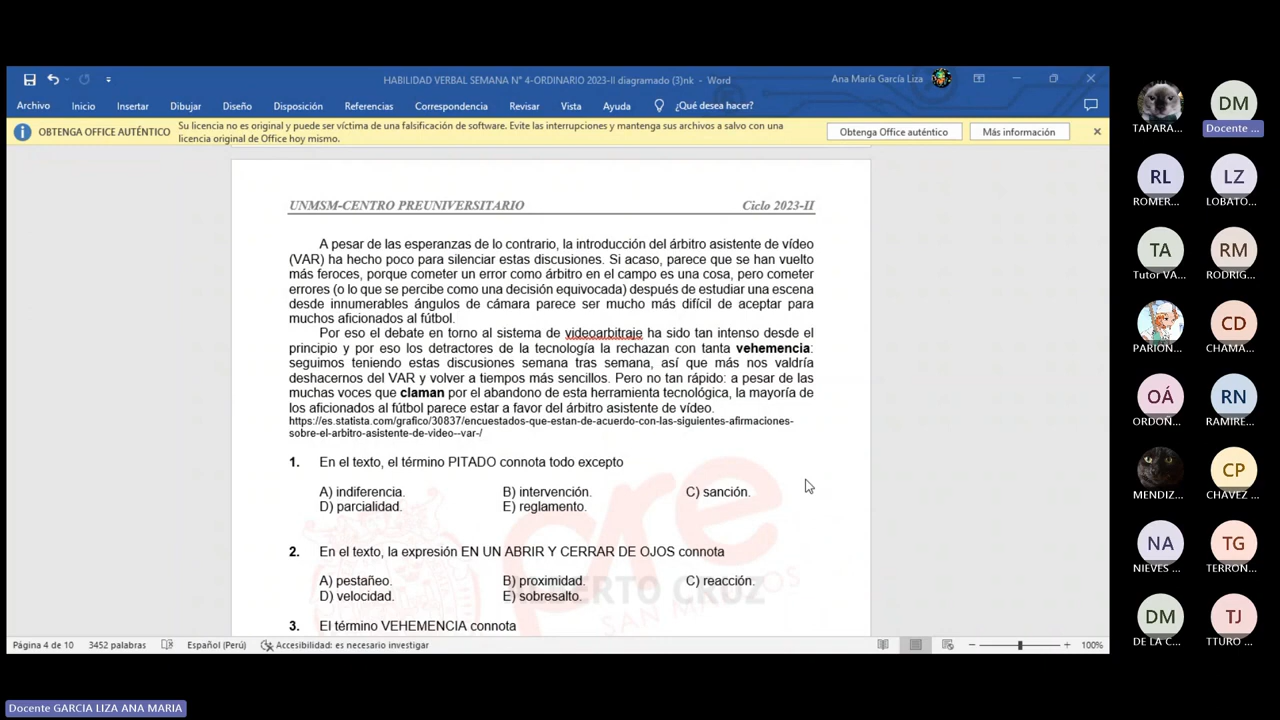 HABILIDAD VERBAL SEMANA N° 4-ORDINARIO 2023-II diagramado (3)nk - Word
Ana María García Liza
Archivo Inicio Insertar Dibujar Diseño Disposición Referencias Correspondencia Revisar Vista Ayuda ¿Qué desea hacer?
OBTENGA OFFICE AUTÉNTICO Su licencia no es original y puede ser víctima de una falsificación de software. Evite las interrupciones y mantenga sus archivos a salvo con una
licencia original de Office hoy mismo.
Obtenga Office auténtico Más información
UNMSM-CENTRO PREUNIVERSITARIO Ciclo 2023-II
A pesar de las esperanzas de lo contrario, la introducción del árbitro asistente de vídeo
(VAR) ha hecho poco para silenciar estas discusiones. Si acaso, parece que se han vuelto
más feroces, porque cometer un error como árbitro en el campo es una cosa, pero cometer
errores (o lo que se percibe como una decisión equivocada) después de estudiar una escena
desde innumerables ángulos de cámara parece ser mucho más difícil de aceptar para
muchos aficionados al fútbol.
Por eso el debate en torno al sistema de videoarbitraje ha sido tan intenso desde el
principio y por eso los detractores de la tecnología la rechazan con tanta vehemencia:
seguimos teniendo estas discusiones semana tras semana, así que más nos valdría
deshacernos del VAR y volver a tiempos más sencillos. Pero no tan rápido: a pesar de las
muchas voces que claman por el abandono de esta herramienta tecnológica, la mayoría de
los aficionados al fútbol parece estar a favor del árbitro asistente de vídeo.
https://es.statista.com/grafico/30837/encuestados-que-estan-de-acuerdo-con-las-siguientes-afirmaciones-
sobre-el-arbitro-asistente-de-video--var-/
1. En el texto, el término PITADO connota todo excepto
A) indiferencia. B) intervención. C) sanción.
D) parcialidad. E) reglamento.
2. En el texto, la expresión EN UN ABRIR Y CERRAR DE OJOS connota
A) pestañeo. B) proximidad. C) reacción.
D) velocidad. E) sobresalto.
3. El término VEHEMENCIA connota
cre
ERTO CRUZ
SAN M
OS
Página 4 de 10 3452 palabras Español (Perú) Accesibilidad: es necesario investigar 100%
TAPARA... DM Docente ...
RL ROMER... LZ LOBATO...
TA Tutor VA... RM RODRIG...
PARION... CD CHAMA...
OÁ ORDOÑ... RN RAMIRE...
MENDIZ... CP CHÁVEZ ...
NA NIEVES ... TG TERRON...
DM DE LA C... TJ TTURO ...
Docente GARCIA LIZA ANA MARIA